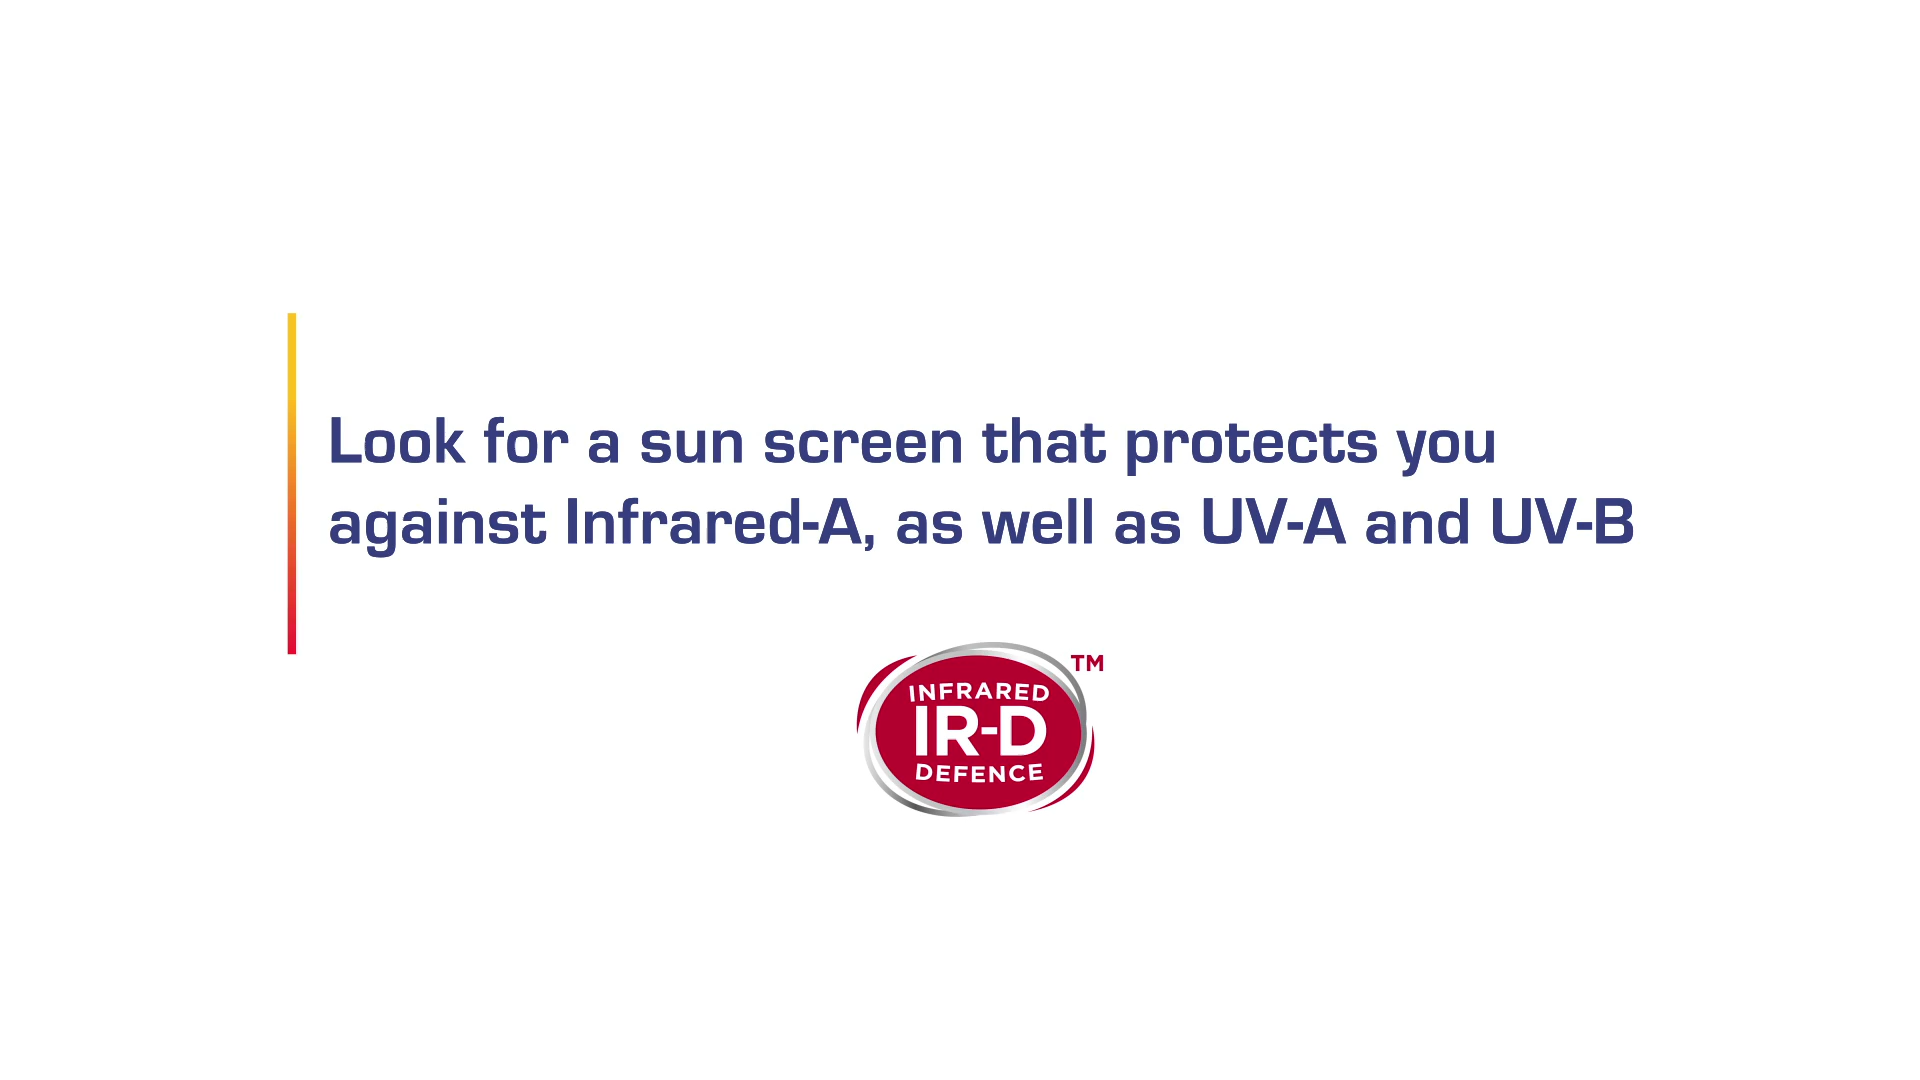 Look for a sun screen that protects you
against Infrared-A, as well as UV-A and UV-B
TM
INFRARED
IR-D
DEFENCE